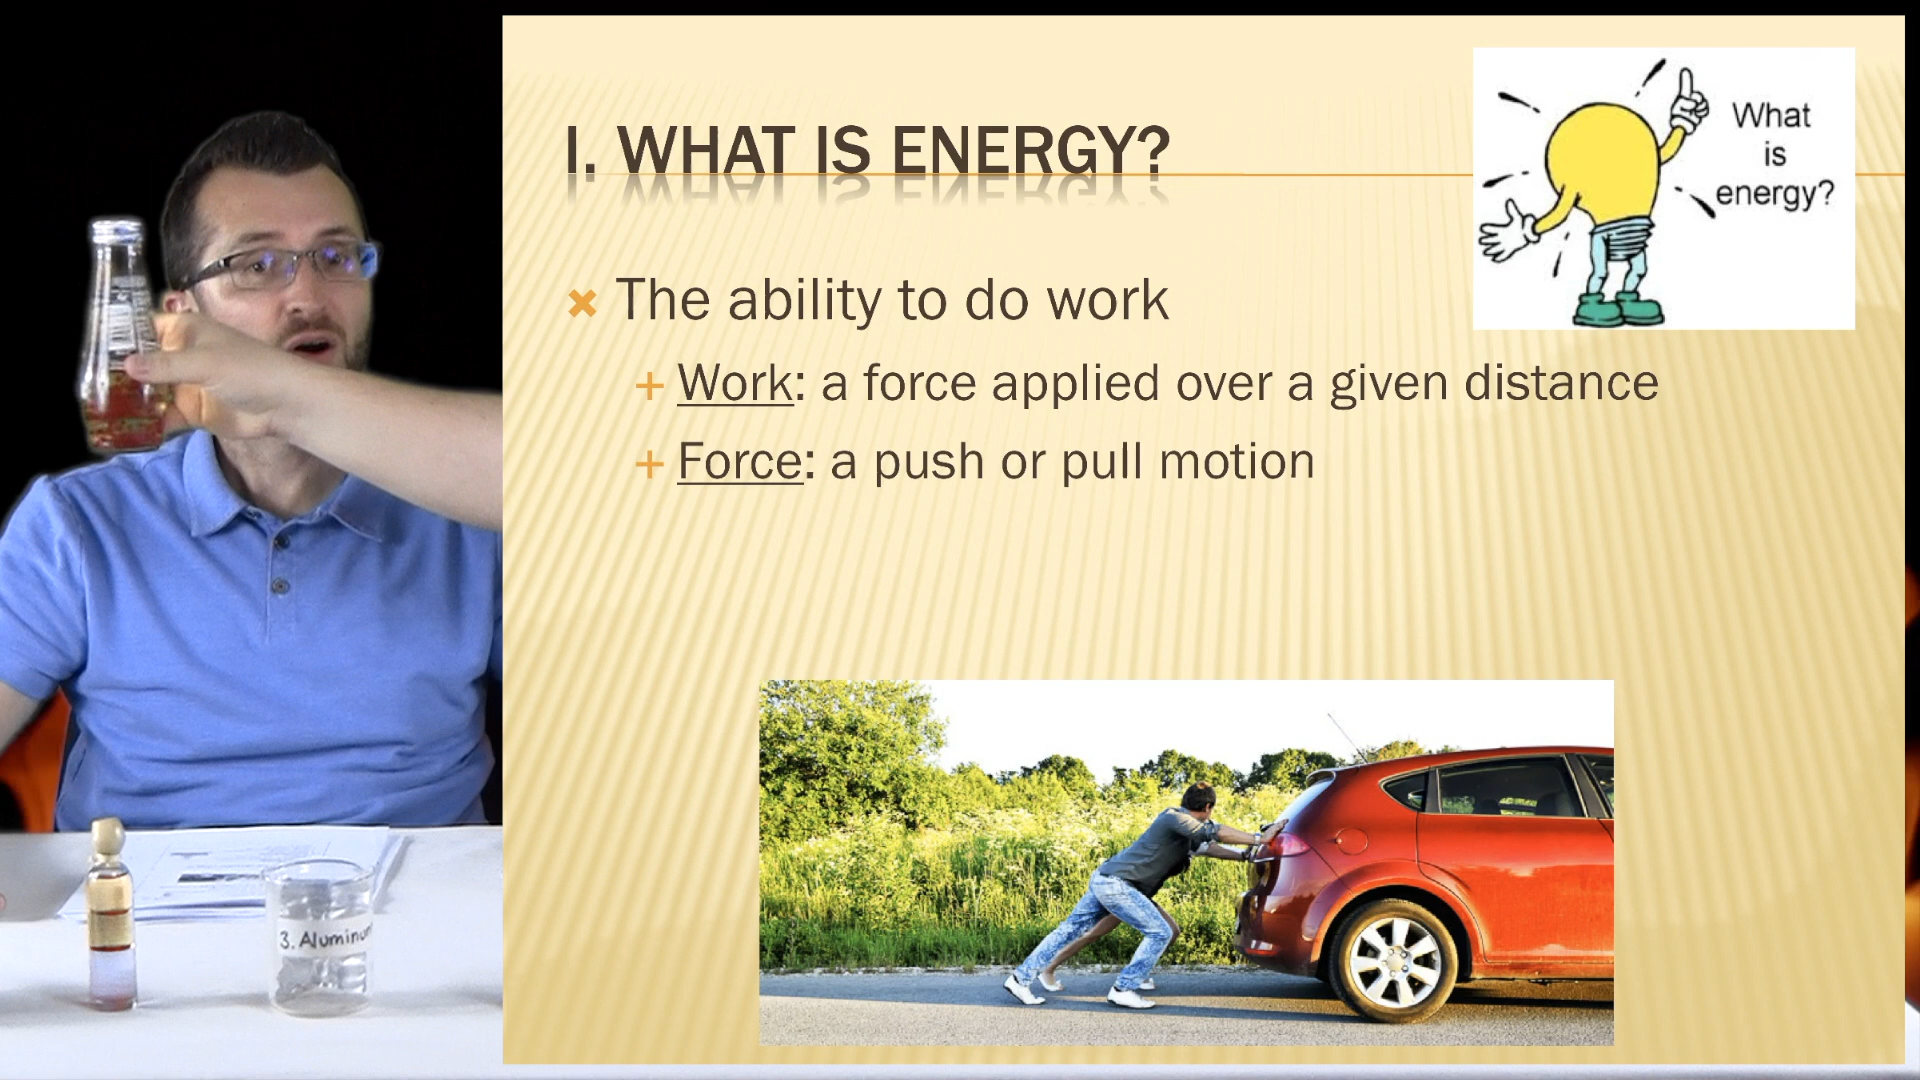 I. WHAT IS ENERGY?
What
is
energy?
The ability to do work
Work: a force applied over a given distance
Force: a push or pull motion
3. Aluminum